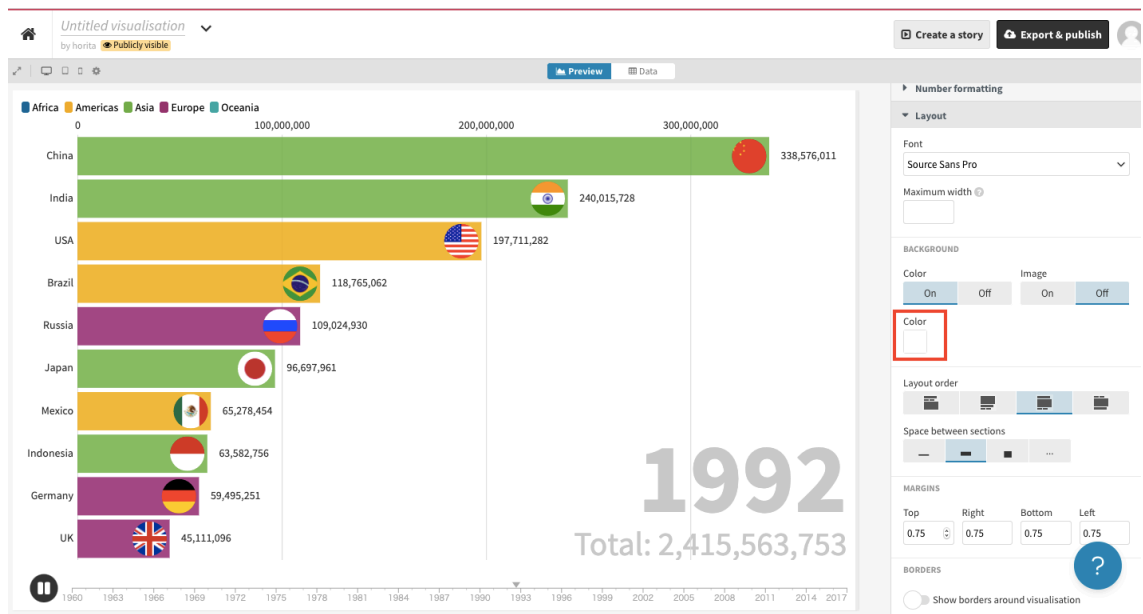 Untitled visualisation
by horita Publicly visible
Create a story
Export & publish
Preview
Data
Africa Americas Asia Europe Oceania
0 100,000,000 200,000,000 300,000,000
China 338,576,011
India 240,015,728
USA 197,711,282
Brazil 118,765,062
Russia 109,024,930
Japan 96,697,961
Mexico 65,278,454
Indonesia 63,582,756
Germany 59,495,251
UK 45,111,096
1992
Total: 2,415,563,753
1960 1963 1966 1969 1972 1975 1978 1981 1984 1987 1990 1993 1996 1999 2002 2005 2008 2011 2014 2017
Number formatting
Layout
Font
Source Sans Pro
Maximum width ?
BACKGROUND
Color Image
On Off On Off
Color
Layout order
Space between sections
...
MARGINS
Top Right Bottom Left
0.75 0.75 0.75 0.75
?
BORDERS
Show borders around visualisation